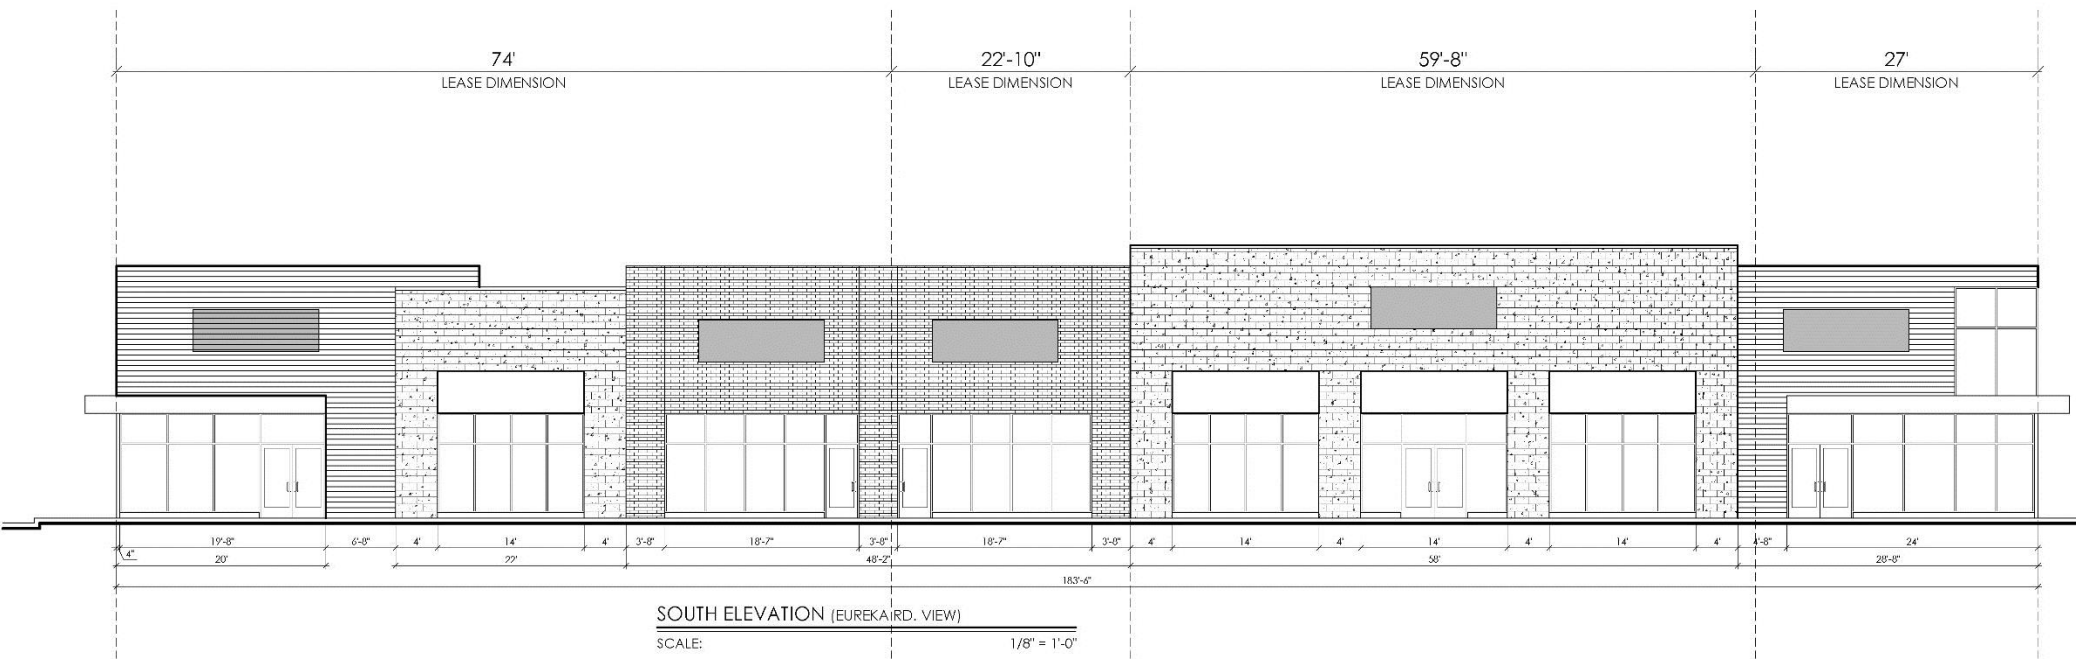 74' 22'-10" 59'-8" 27'
LEASE DIMENSION LEASE DIMENSION LEASE DIMENSION LEASE DIMENSION
19'-8" 6'-8" 4' 14' 4' 3'-8" 18'-7" 3'-8" 18'-7" 3'-8" 4' 14' 4' 14' 4' 14' 4' 4'-8" 24'
4"
20' 22' 48'-2" 58' 28'-8"
183'-6"
SOUTH ELEVATION (EUREKA RD. VIEW)
SCALE: 1/8" = 1'-0"